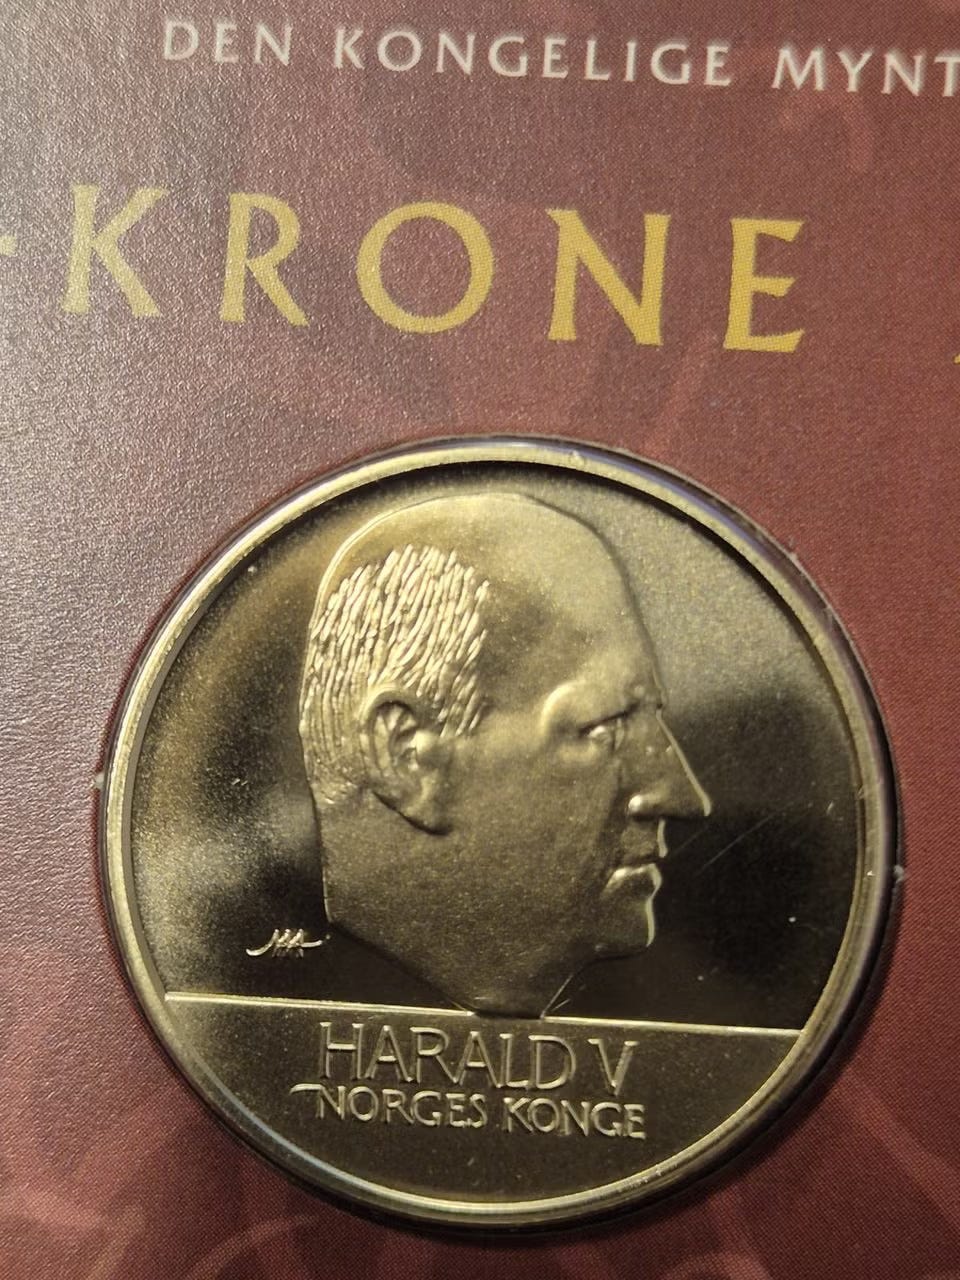 DEN KONGELIGE MYNT
-KRONE
HARALD V
NORGES KONGE